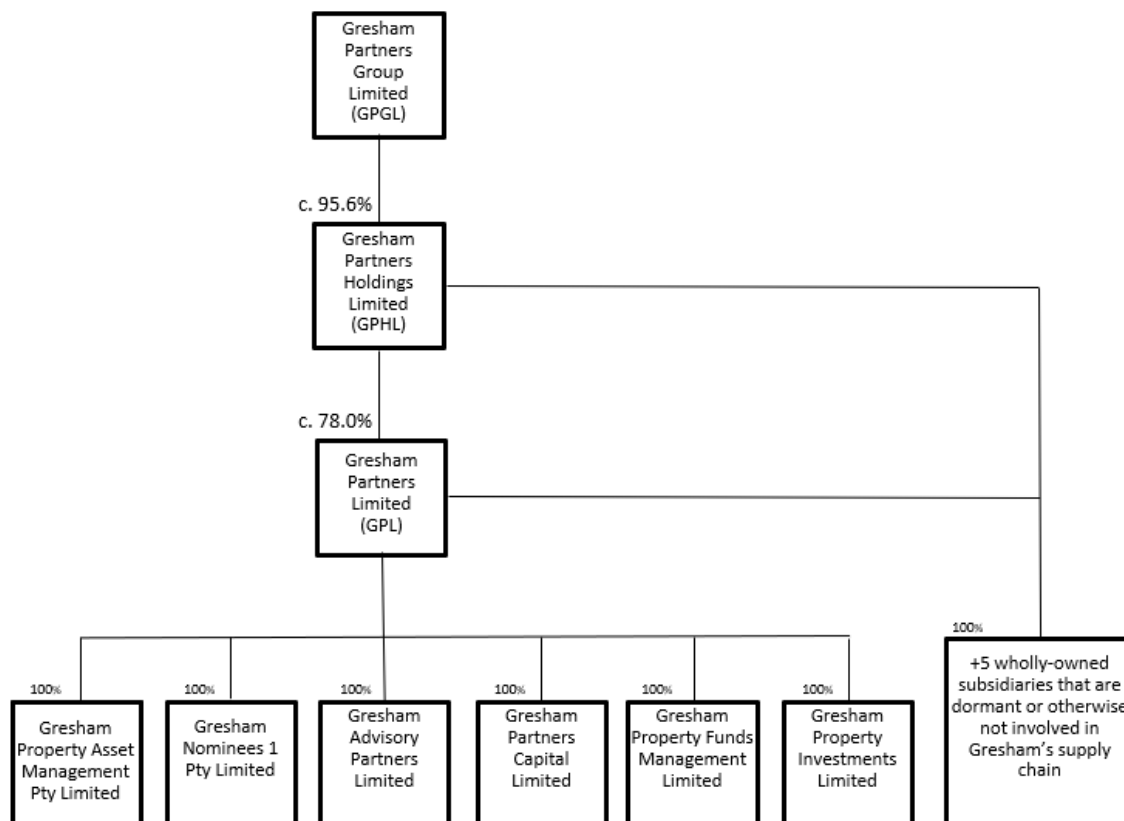 Gresham
Partners
Group
Limited
(GPGL)
c. 95.6%
Gresham
Partners
Holdings
Limited
(GPHL)
c. 78.0%
Gresham
Partners
Limited
(GPL)
100%
Gresham
Property Asset
Management
Pty Limited
100%
Gresham
Nominees 1
Pty Limited
100%
Gresham
Advisory
Partners
Limited
100%
Gresham
Partners
Capital
Limited
100%
Gresham
Property Funds
Management
Limited
100%
Gresham
Property
Investments
Limited
100%
+5 wholly-owned
subsidiaries that are
dormant or otherwise
not involved in
Gresham’s supply
chain